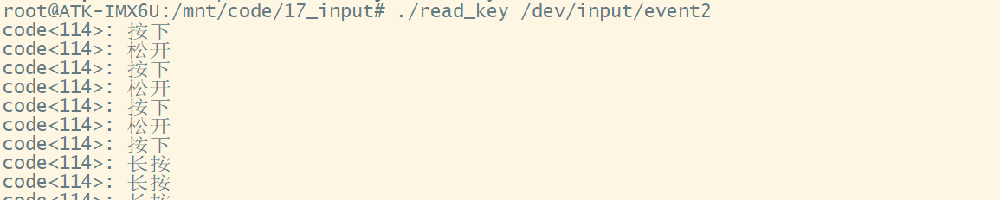 root@ATK-IMX6U:/mnt/code/17_input# ./read_key /dev/input/event2
code<114>: 按下
code<114>: 松开
code<114>: 按下
code<114>: 松开
code<114>: 按下
code<114>: 松开
code<114>: 按下
code<114>: 长按
code<114>: 长按
code<114>: 长按